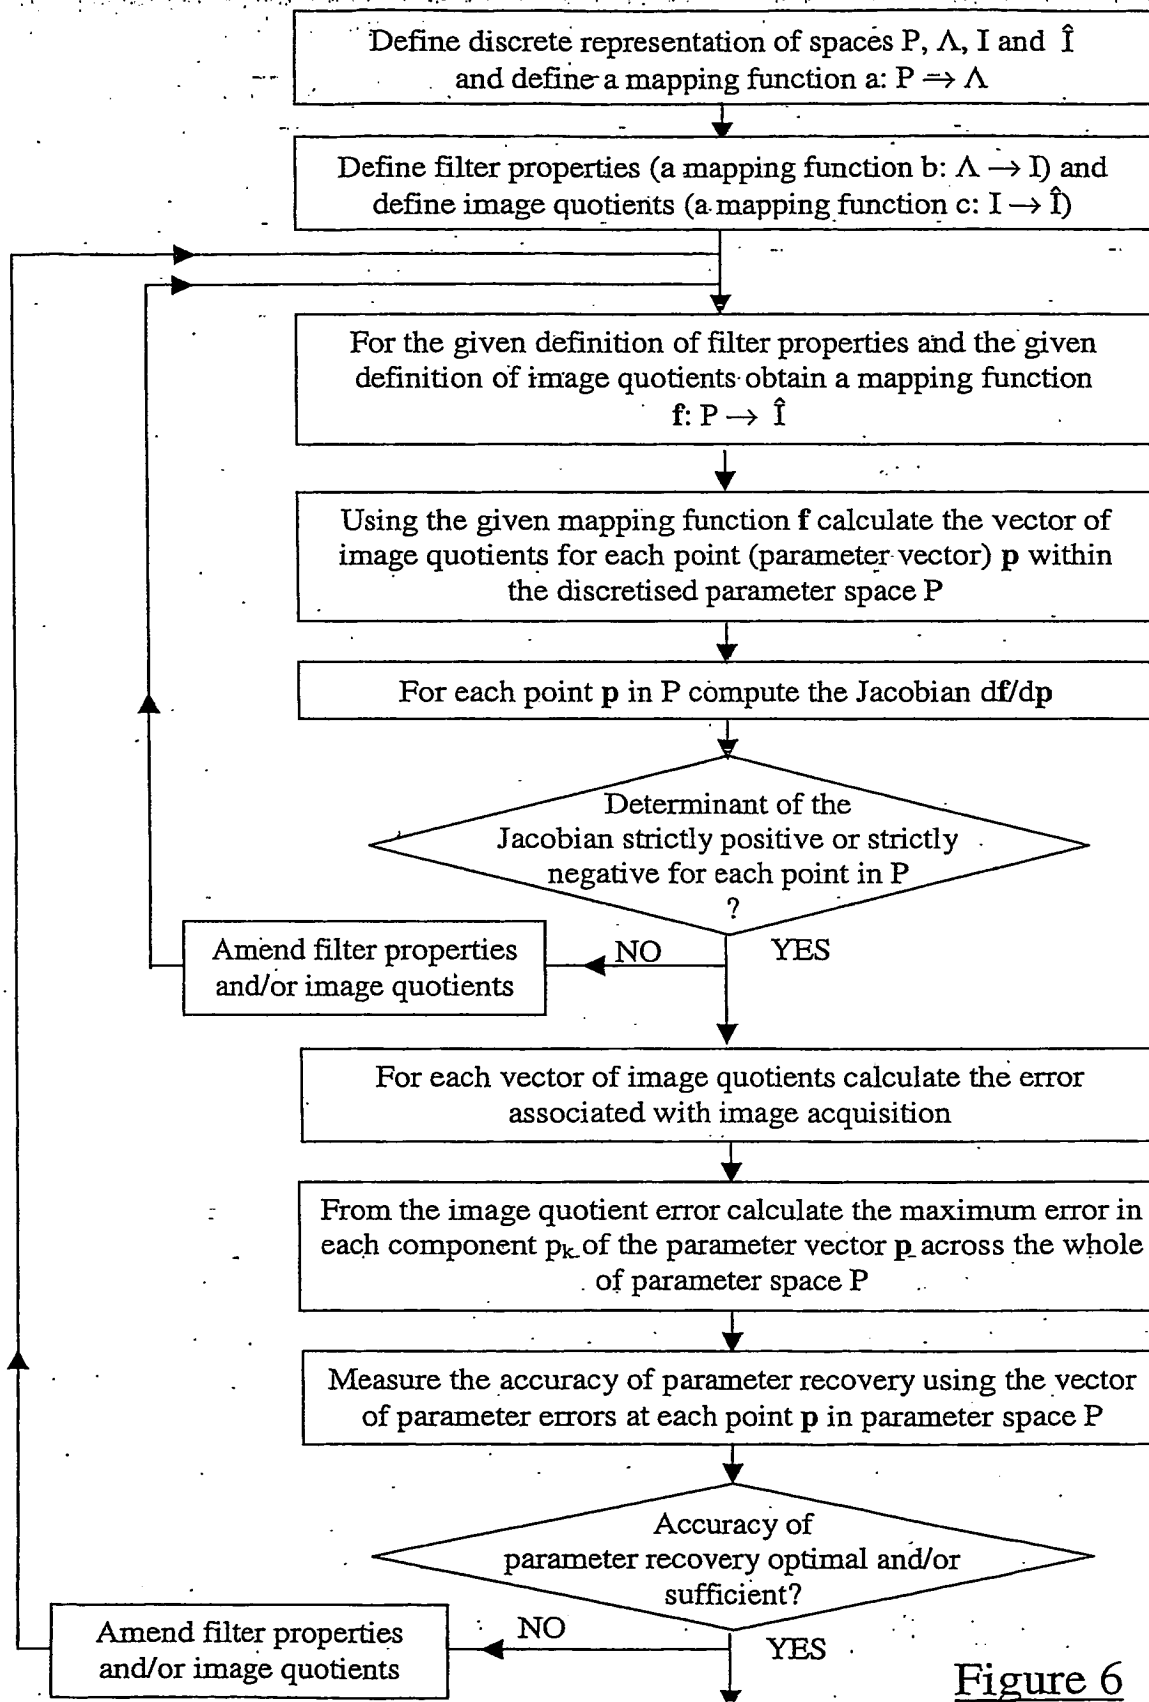 Define discrete representation of spaces P, Λ, I and Î
and define a mapping function a: P → Λ
Define filter properties (a mapping function b: Λ → I) and
define image quotients (a mapping function c: I → Î)
For the given definition of filter properties and the given
definition of image quotients obtain a mapping function
f: P → Î
Using the given mapping function f calculate the vector of
image quotients for each point (parameter vector) p within
the discretised parameter space P
For each point p in P compute the Jacobian df/dp
Determinant of the
Jacobian strictly positive or strictly
negative for each point in P
?
Amend filter properties
and/or image quotients
NO
YES
For each vector of image quotients calculate the error
associated with image acquisition
From the image quotient error calculate the maximum error in
each component pₖ of the parameter vector p across the whole
of parameter space P
Measure the accuracy of parameter recovery using the vector
of parameter errors at each point p in parameter space P
Accuracy of
parameter recovery optimal and/or
sufficient?
Amend filter properties
and/or image quotients
NO
YES
Figure 6